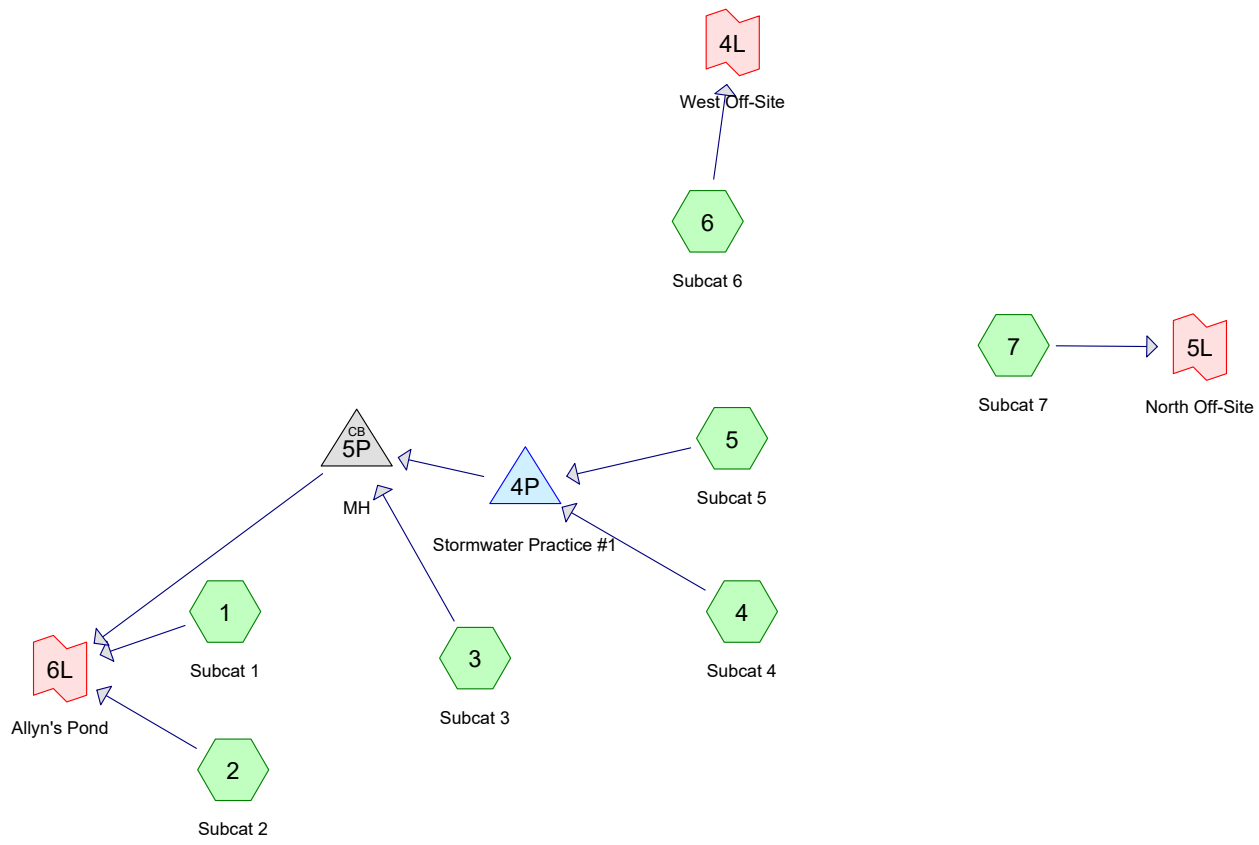 4L
West Off-Site
6
Subcat 6
7
Subcat 7
5L
North Off-Site
CB
5P
MH
4P
Stormwater Practice #1
5
Subcat 5
1
Subcat 1
4
Subcat 4
3
Subcat 3
6L
Allyn's Pond
2
Subcat 2